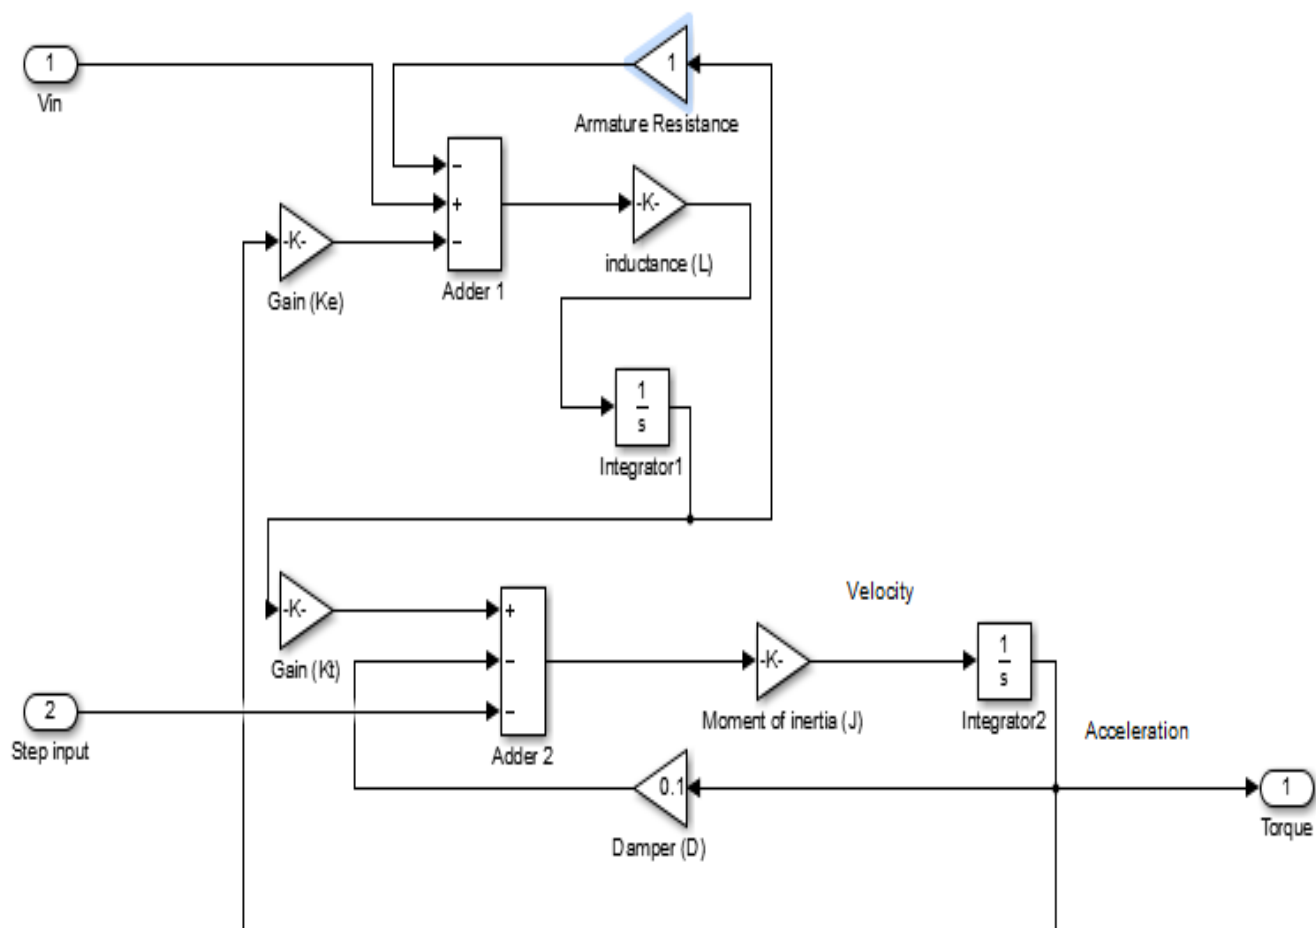 1
Vin
1
Armature Resistance
−
+
−
Adder 1
-K-
inductance (L)
-K-
Gain (Ke)
1
s
Integrator1
-K-
Gain (Kt)
+
−
−
Adder 2
Velocity
-K-
Moment of inertia (J)
1
s
Integrator2
Acceleration
2
Step input
0.1
Damper (D)
1
Torque